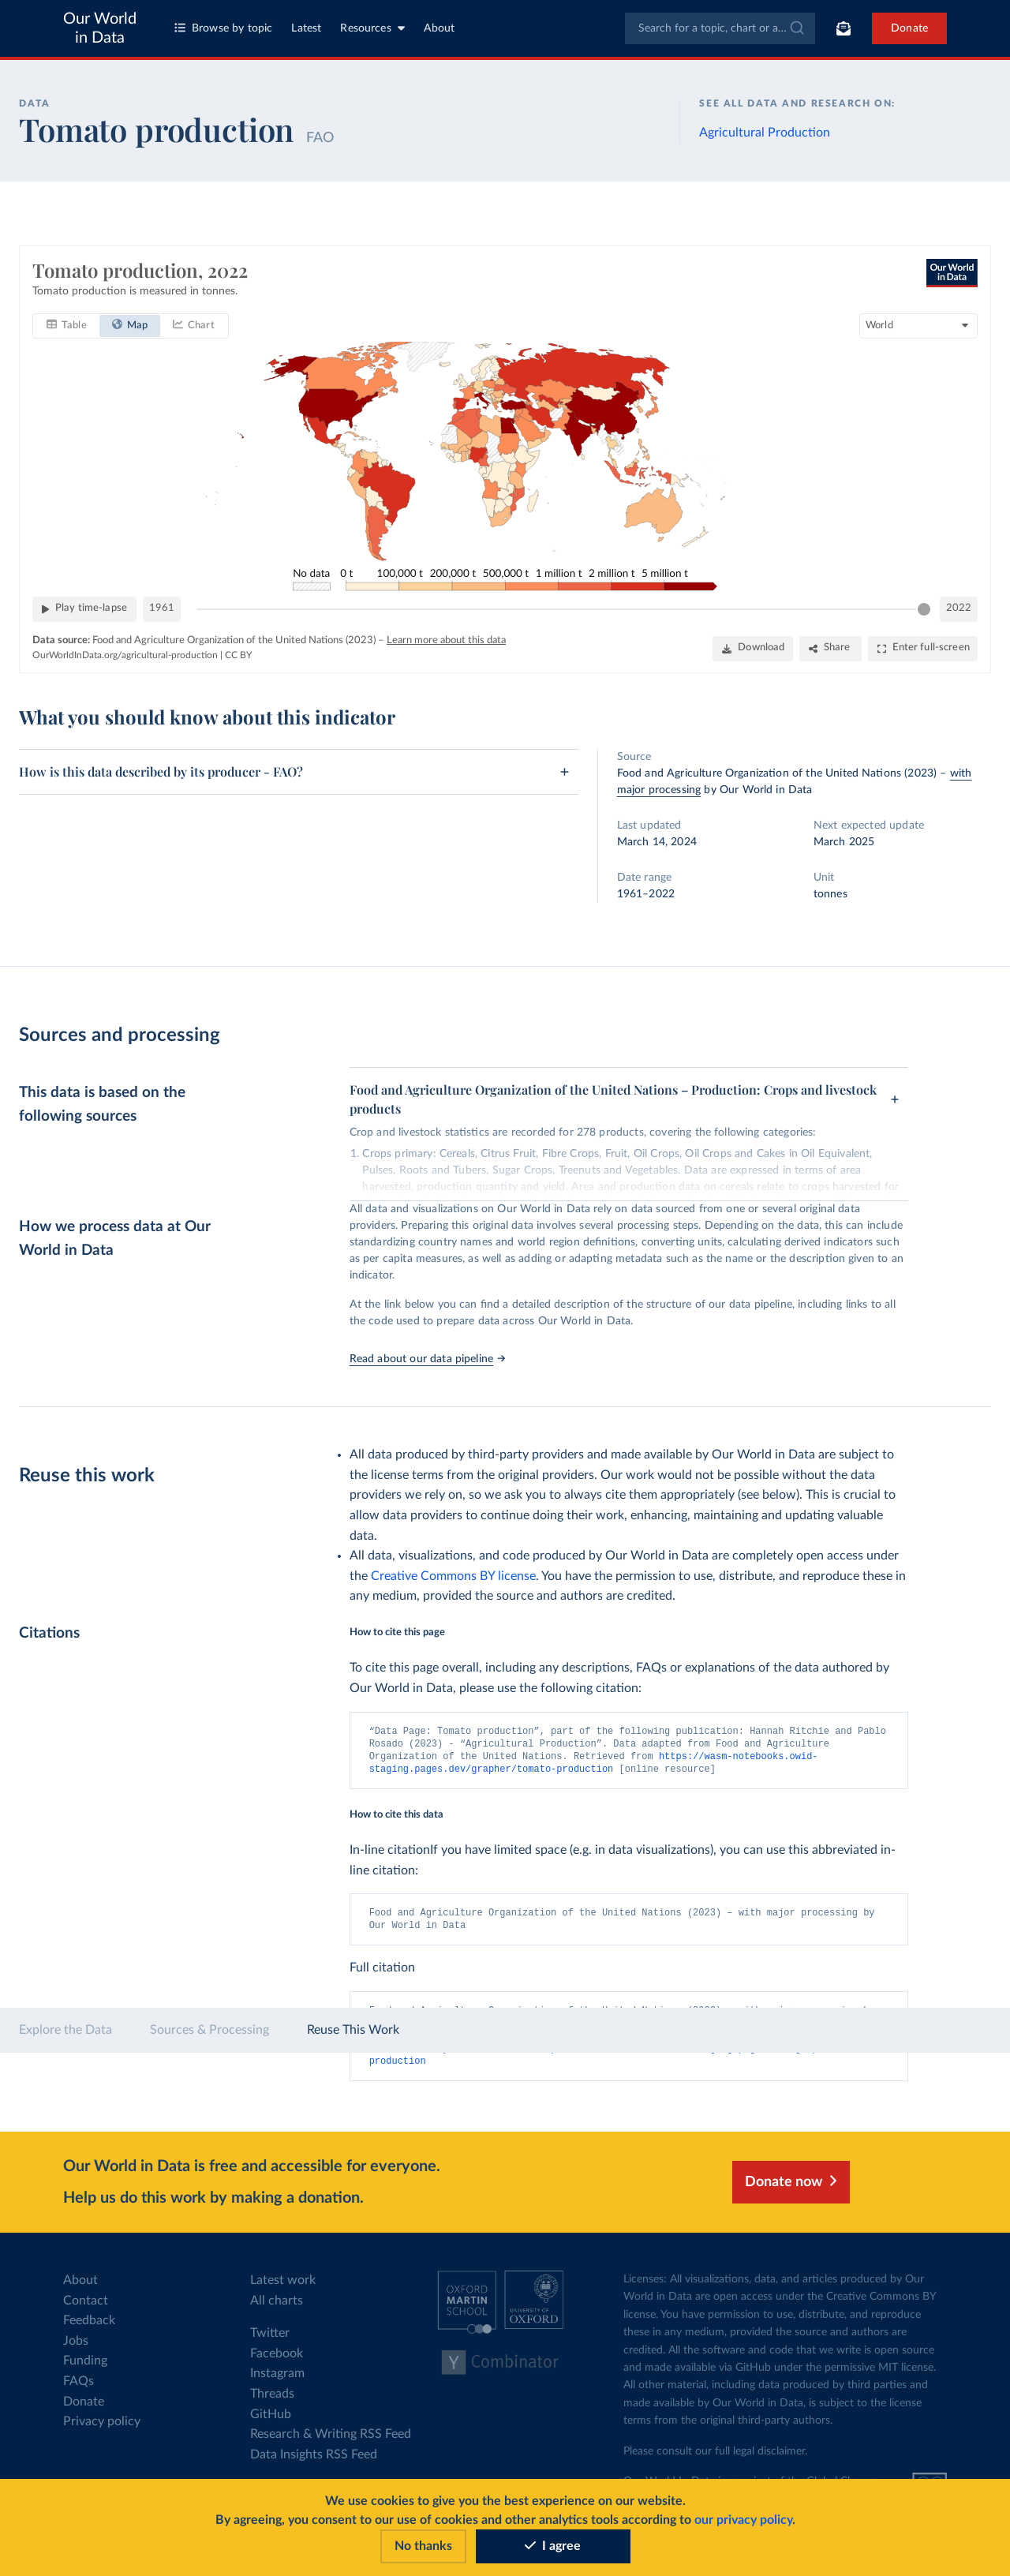 Our World
in Data
Browse by topic
Latest
Resources
About
Search for a topic, chart or a...
Donate
DATA
Tomato production FAO
SEE ALL DATA AND RESEARCH ON:
Agricultural Production
Tomato production, 2022
Tomato production is measured in tonnes.
Our World
in Data
Table
Map
Chart
World
No data
0 t
100,000 t
200,000 t
500,000 t
1 million t
2 million t
5 million t
Play time-lapse
1961
2022
Data source: Food and Agriculture Organization of the United Nations (2023) – Learn more about this data
OurWorldInData.org/agricultural-production | CC BY
Download
Share
Enter full-screen
What you should know about this indicator
How is this data described by its producer - FAO?
Source
Food and Agriculture Organization of the United Nations (2023) – with
major processing by Our World in Data
Last updated
March 14, 2024
Next expected update
March 2025
Date range
1961–2022
Unit
tonnes
Sources and processing
This data is based on the
following sources
Food and Agriculture Organization of the United Nations – Production: Crops and livestock
products
Crop and livestock statistics are recorded for 278 products, covering the following categories:
1. Crops primary: Cereals, Citrus Fruit, Fibre Crops, Fruit, Oil Crops, Oil Crops and Cakes in Oil Equivalent,
Pulses, Roots and Tubers, Sugar Crops, Treenuts and Vegetables. Data are expressed in terms of area
harvested, production quantity and yield. Area and production data on cereals relate to crops harvested for
How we process data at Our
World in Data
All data and visualizations on Our World in Data rely on data sourced from one or several original data
providers. Preparing this original data involves several processing steps. Depending on the data, this can include
standardizing country names and world region definitions, converting units, calculating derived indicators such
as per capita measures, as well as adding or adapting metadata such as the name or the description given to an
indicator.
At the link below you can find a detailed description of the structure of our data pipeline, including links to all
the code used to prepare data across Our World in Data.
Read about our data pipeline
Reuse this work
All data produced by third-party providers and made available by Our World in Data are subject to
the license terms from the original providers. Our work would not be possible without the data
providers we rely on, so we ask you to always cite them appropriately (see below). This is crucial to
allow data providers to continue doing their work, enhancing, maintaining and updating valuable
data.
All data, visualizations, and code produced by Our World in Data are completely open access under
the Creative Commons BY license. You have the permission to use, distribute, and reproduce these in
any medium, provided the source and authors are credited.
Citations
How to cite this page
To cite this page overall, including any descriptions, FAQs or explanations of the data authored by
Our World in Data, please use the following citation:
“Data Page: Tomato production”, part of the following publication: Hannah Ritchie and Pablo
Rosado (2023) - “Agricultural Production”. Data adapted from Food and Agriculture
Organization of the United Nations. Retrieved from https://wasm-notebooks.owid-
staging.pages.dev/grapher/tomato-production [online resource]
How to cite this data
In-line citationIf you have limited space (e.g. in data visualizations), you can use this abbreviated in-
line citation:
Food and Agriculture Organization of the United Nations (2023) – with major processing by
Our World in Data
Full citation
Explore the Data
Sources & Processing
Reuse This Work
production
Our World in Data is free and accessible for everyone.
Help us do this work by making a donation.
Donate now
About
Contact
Feedback
Jobs
Funding
FAQs
Donate
Privacy policy
Latest work
All charts
Twitter
Facebook
Instagram
Threads
GitHub
Research & Writing RSS Feed
Data Insights RSS Feed
OXFORD
MARTIN
SCHOOL
UNIVERSITY OF
OXFORD
Y Combinator
Licenses: All visualizations, data, and articles produced by Our
World in Data are open access under the Creative Commons BY
license. You have permission to use, distribute, and reproduce
these in any medium, provided the source and authors are
credited. All the software and code that we write is open source
and made available via GitHub under the permissive MIT license.
All other material, including data produced by third parties and
made available by Our World in Data, is subject to the license
terms from the original third-party authors.
Please consult our full legal disclaimer.
We use cookies to give you the best experience on our website.
By agreeing, you consent to our use of cookies and other analytics tools according to our privacy policy.
No thanks
I agree